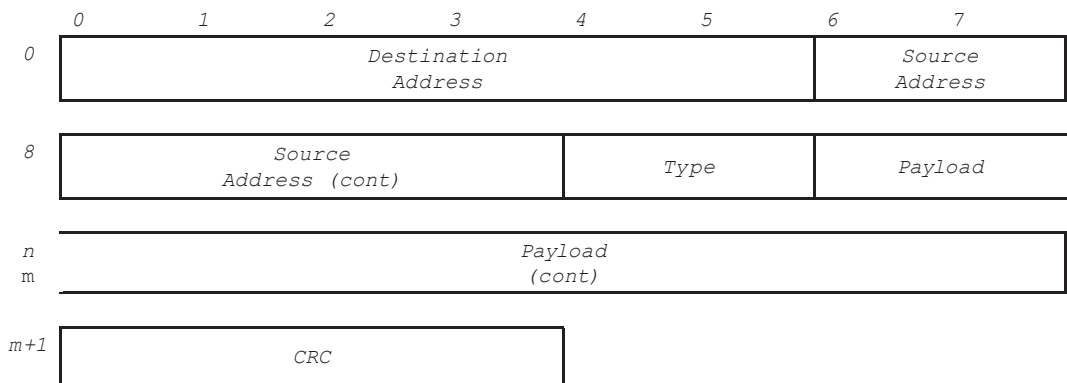 0 1 2 3 4 5 6 7
0 Destination Source
Address Address
8 Source Type Payload
Address (cont)
n Payload
m (cont)
m+1 CRC